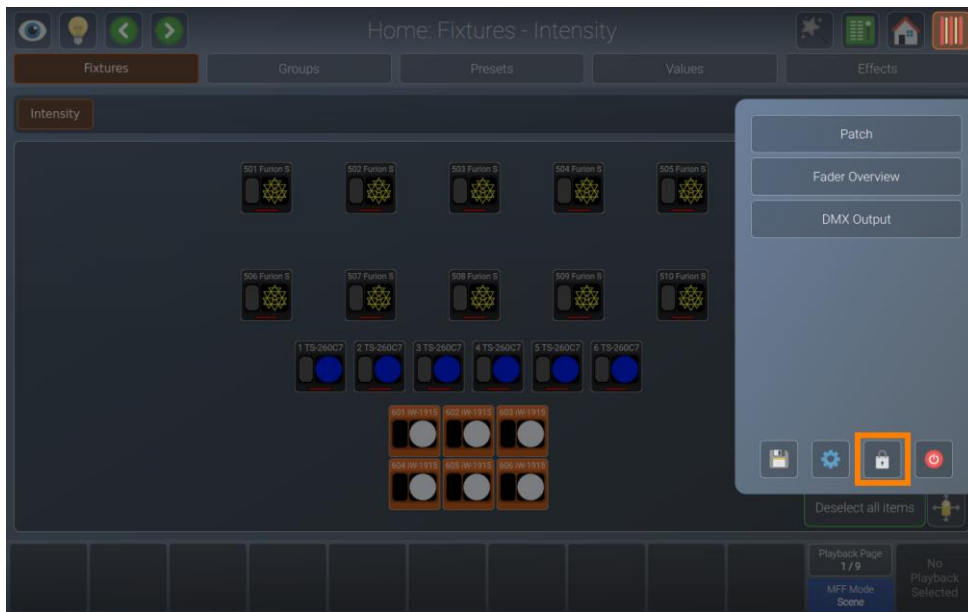 Home: Fixtures - Intensity
Fixtures
Groups
Presets
Values
Effects
Intensity
501 Furion S
502 Furion S
503 Furion S
504 Furion S
505 Furion S
506 Furion S
507 Furion S
508 Furion S
509 Furion S
510 Furion S
1 TS-260C7
2 TS-260C7
3 TS-260C7
4 TS-260C7
5 TS-260C7
6 TS-260C7
601 iW-1915
602 iW-1915
603 iW-1915
604 iW-1915
605 iW-1915
606 iW-1915
Patch
Fader Overview
DMX Output
Deselect all items
Playback Page
1 / 9
MFF Mode
Scene
No
Playback
Selected